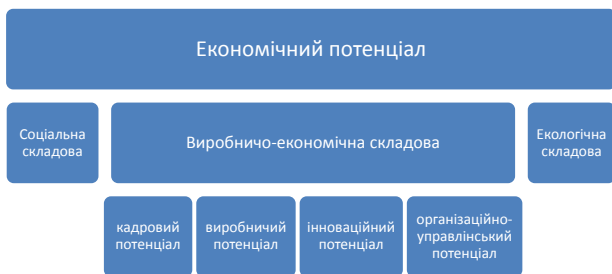 Економічний потенціал
Соціальна
складова
Виробничо-економічна складова
Екологічна
складова
кадровий
потенціал
виробничий
потенціал
інноваційний
потенціал
організаційно-
управлінський
потенціал